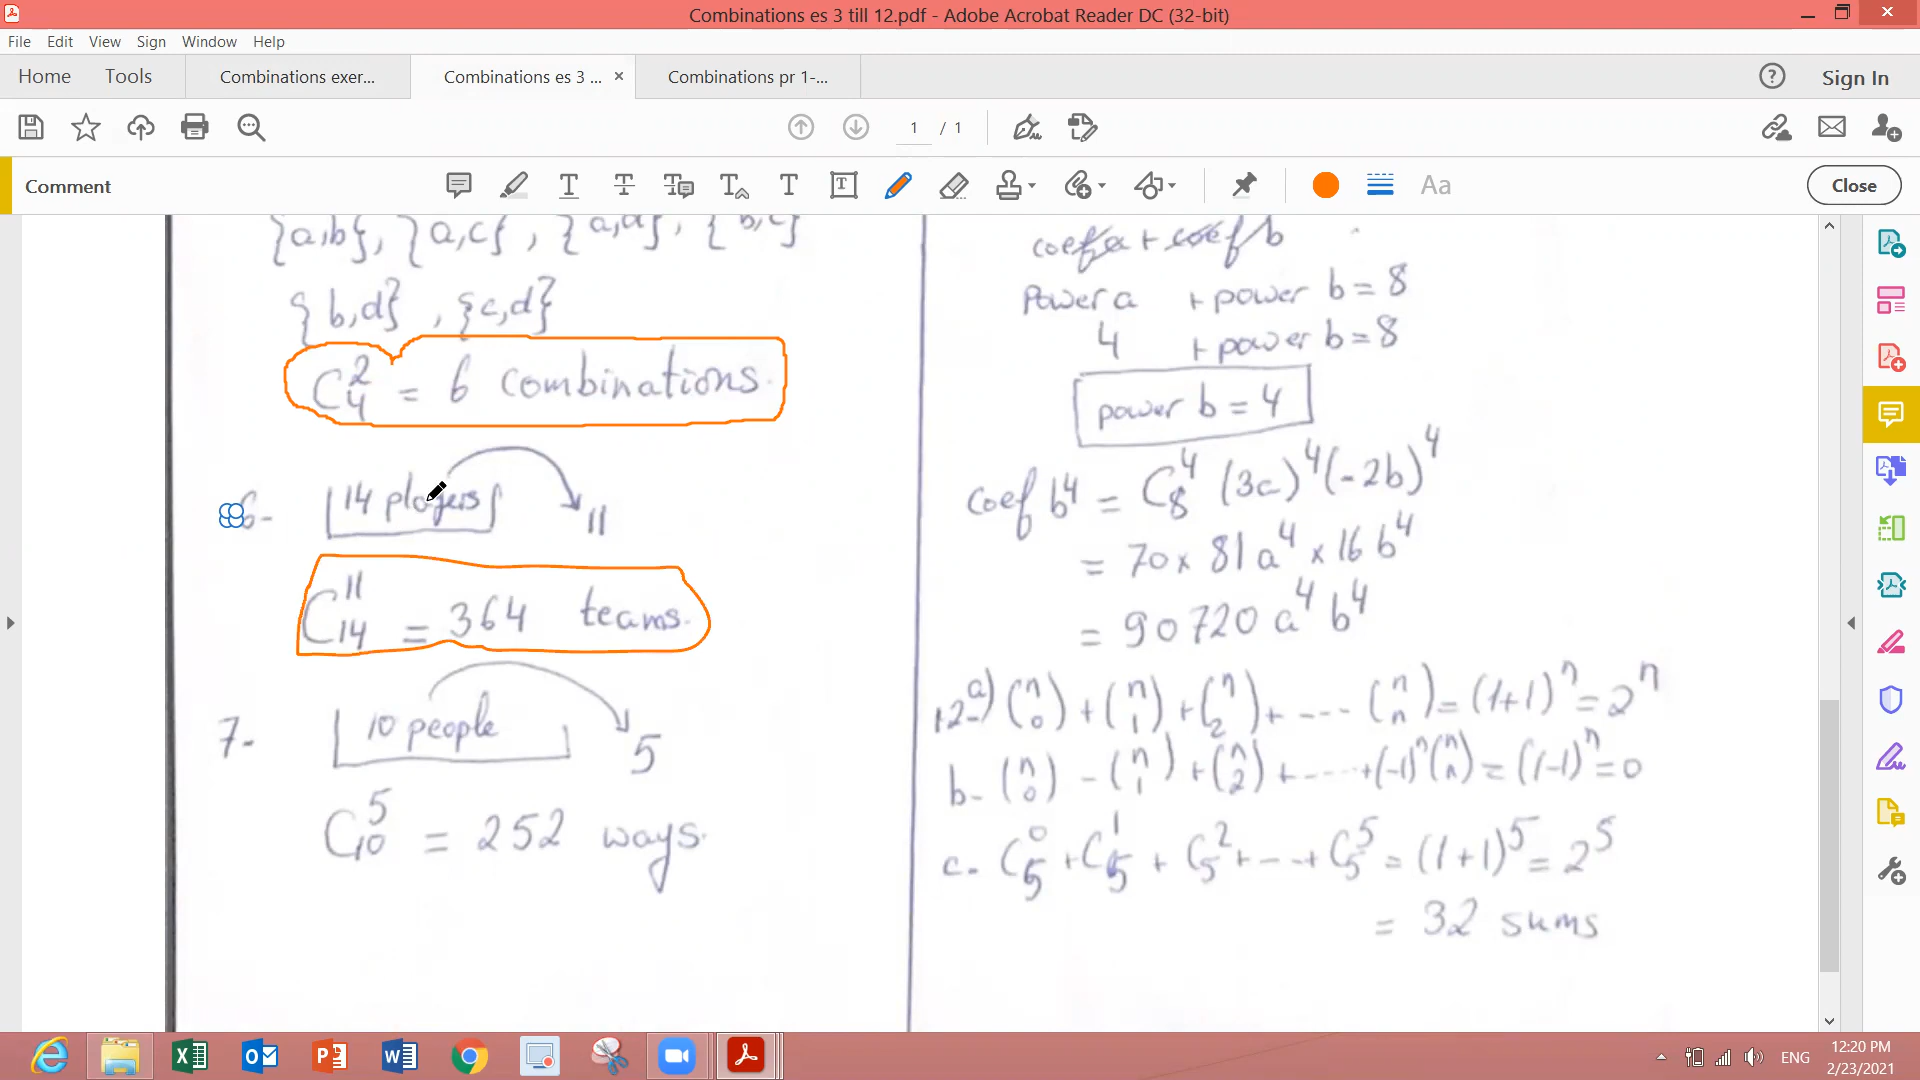 Combinations es 3 till 12.pdf - Adobe Acrobat Reader DC (32-bit)
File Edit View Sign Window Help
Home Tools Combinations exer... Combinations es 3 ... × Combinations pr 1-... ? Sign In
1 / 1
Comment Aa Close
{a,b}, {a,c}, {a,d}, {b,c}
{b,d}, {c,d}
C₄² = 6 combinations.
6- 14 players 11
C₁₄¹¹ = 364 teams.
7- 10 people 5
C₁₀⁵ = 252 ways.
coef a + coef b
Power a + power b = 8
4 + power b = 8
power b = 4
coef b⁴ = C₈⁴ (3a)⁴(-2b)⁴
= 70 × 81 a⁴ × 16 b⁴
= 90720 a⁴ b⁴
12- a) (n 0) + (n 1) + (n 2) + ---- (n n) = (1+1)ⁿ = 2ⁿ
b- (n 0) - (n 1) + (n 2) + ---- + (-1)ⁿ(n n) = (1-1)ⁿ = 0
c- C₅⁰ + C₅¹ + C₅² + --- + C₅⁵ = (1+1)⁵ = 2⁵
= 32 sums
ENG
12:20 PM
2/23/2021